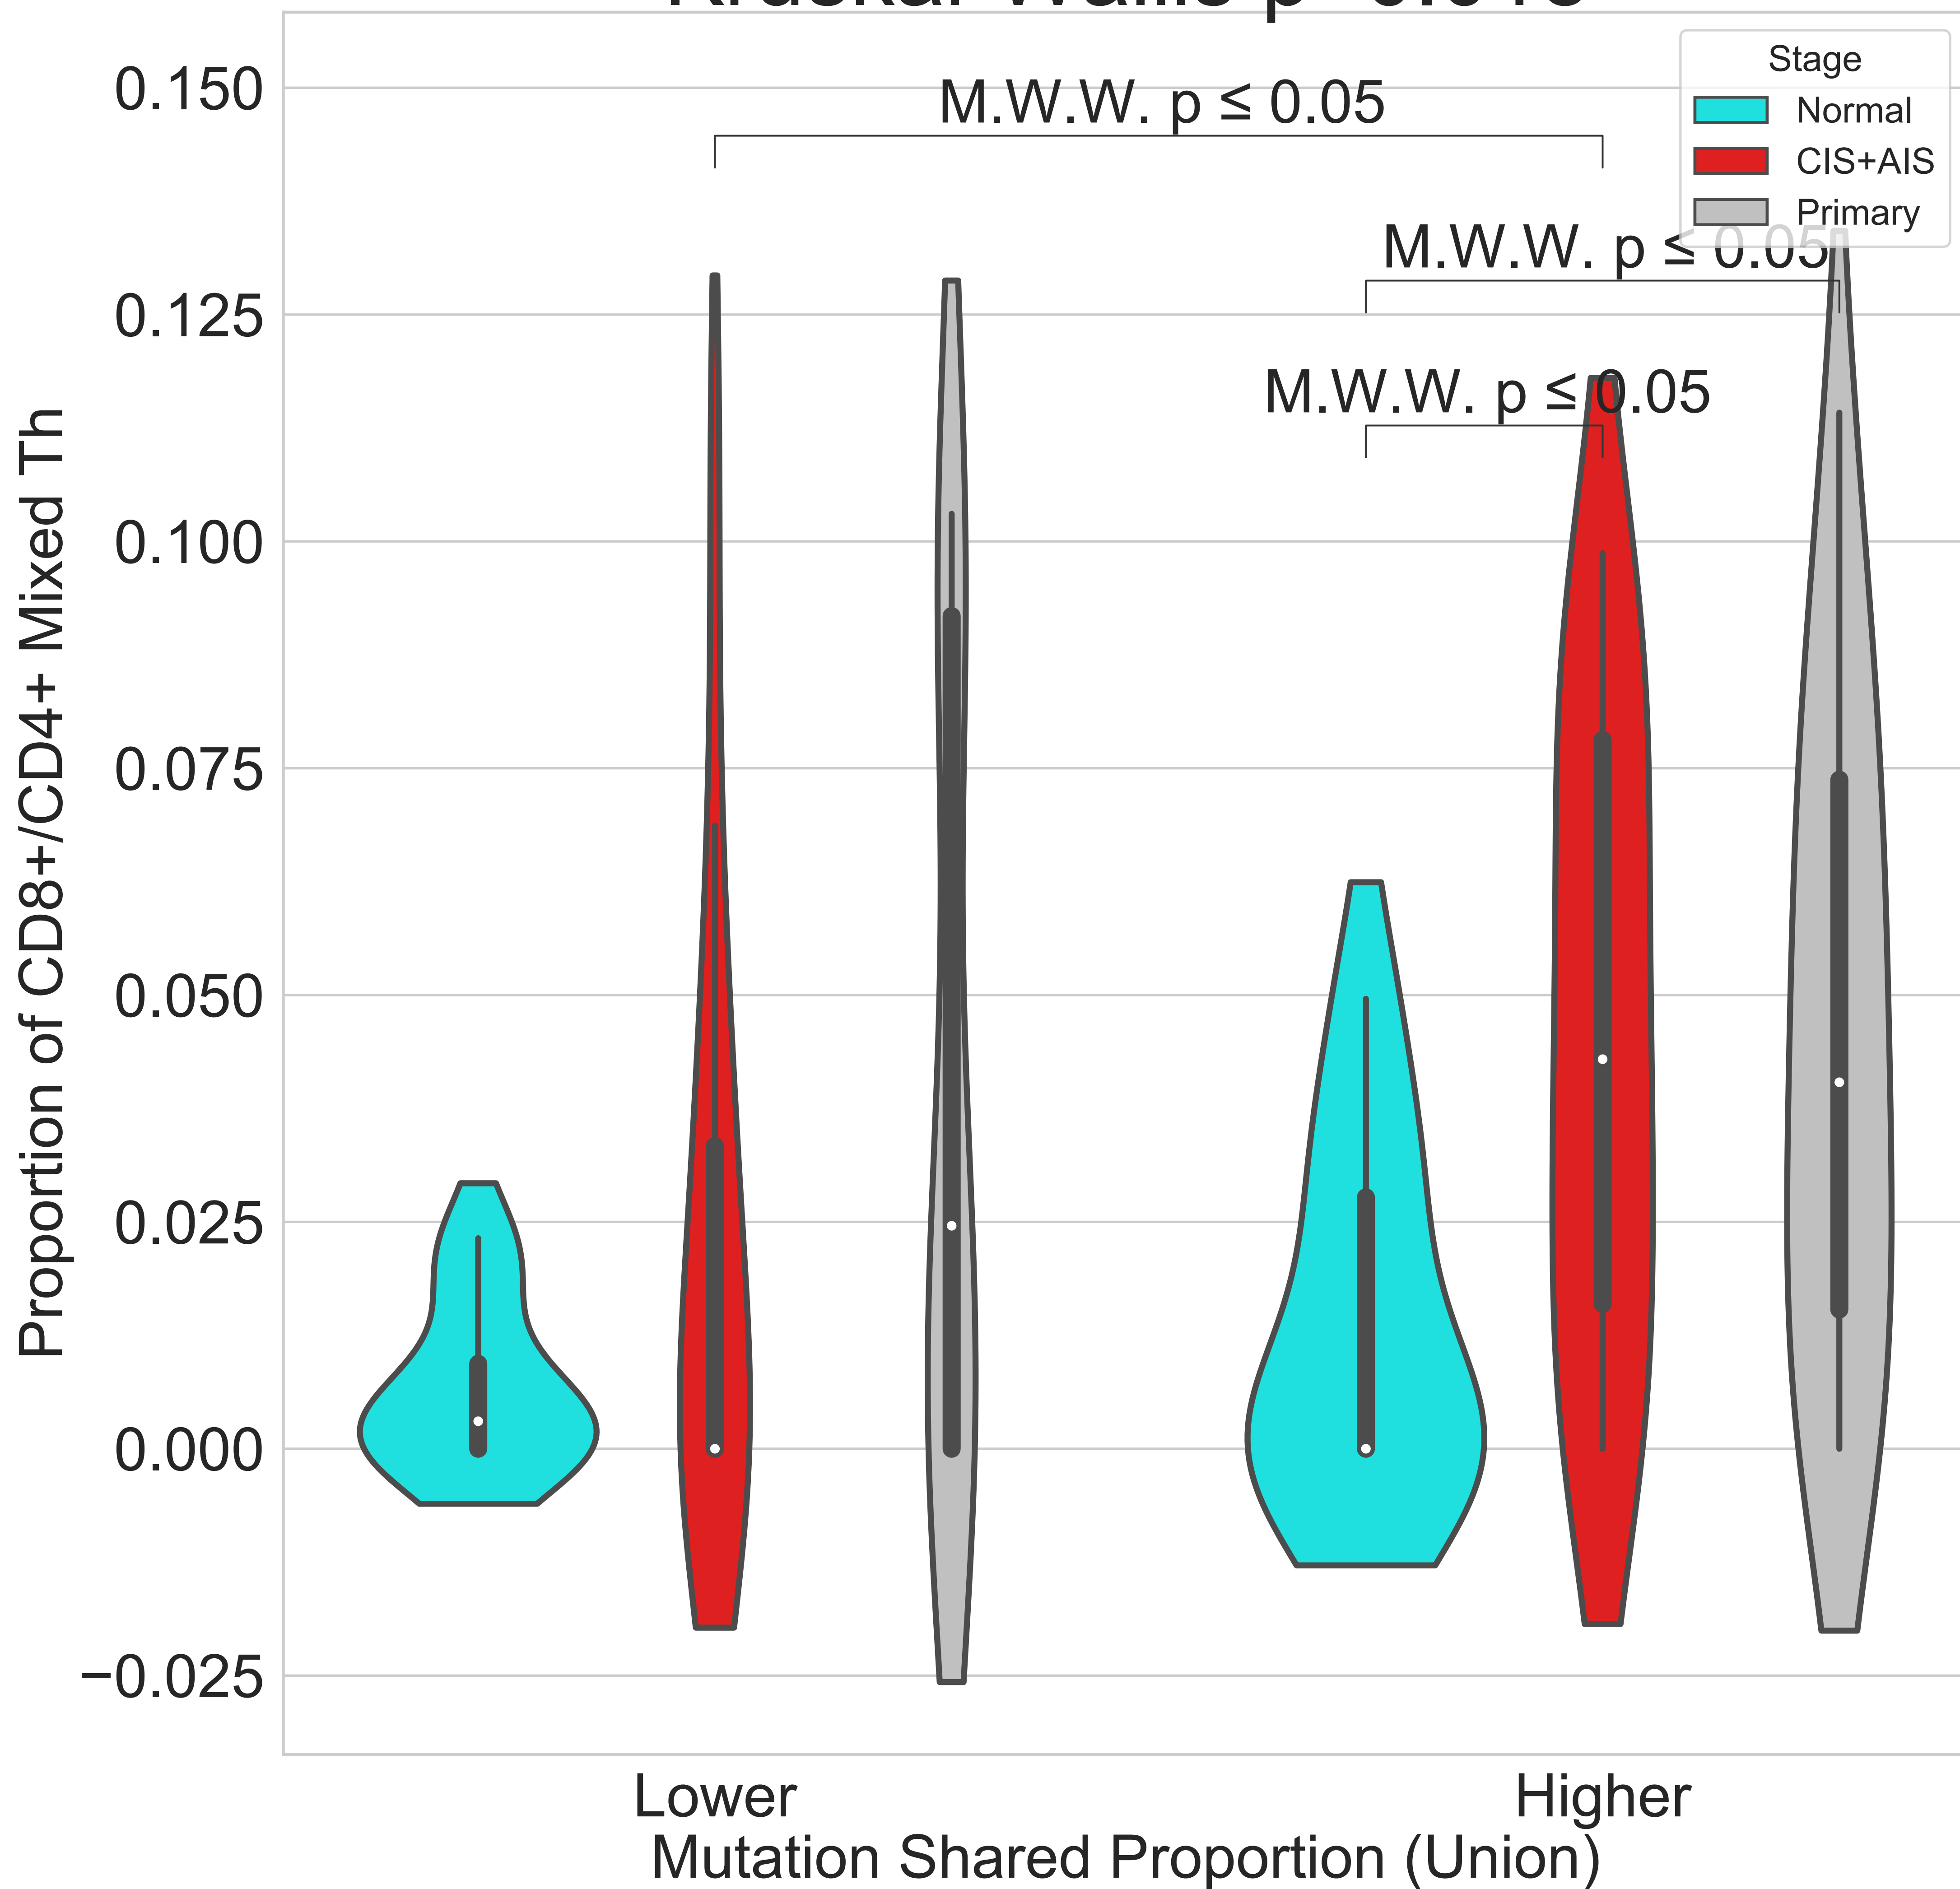 0.150
0.125
0.100
0.075
0.050
0.025
0.000
−0.025
Proportion of CD8+/CD4+ Mixed Th
M.W.W. p ≤ 0.05
M.W.W. p ≤ 0.05
M.W.W. p ≤ 0.05
Stage
Normal
CIS+AIS
Primary
Lower
Higher
Mutation Shared Proportion (Union)